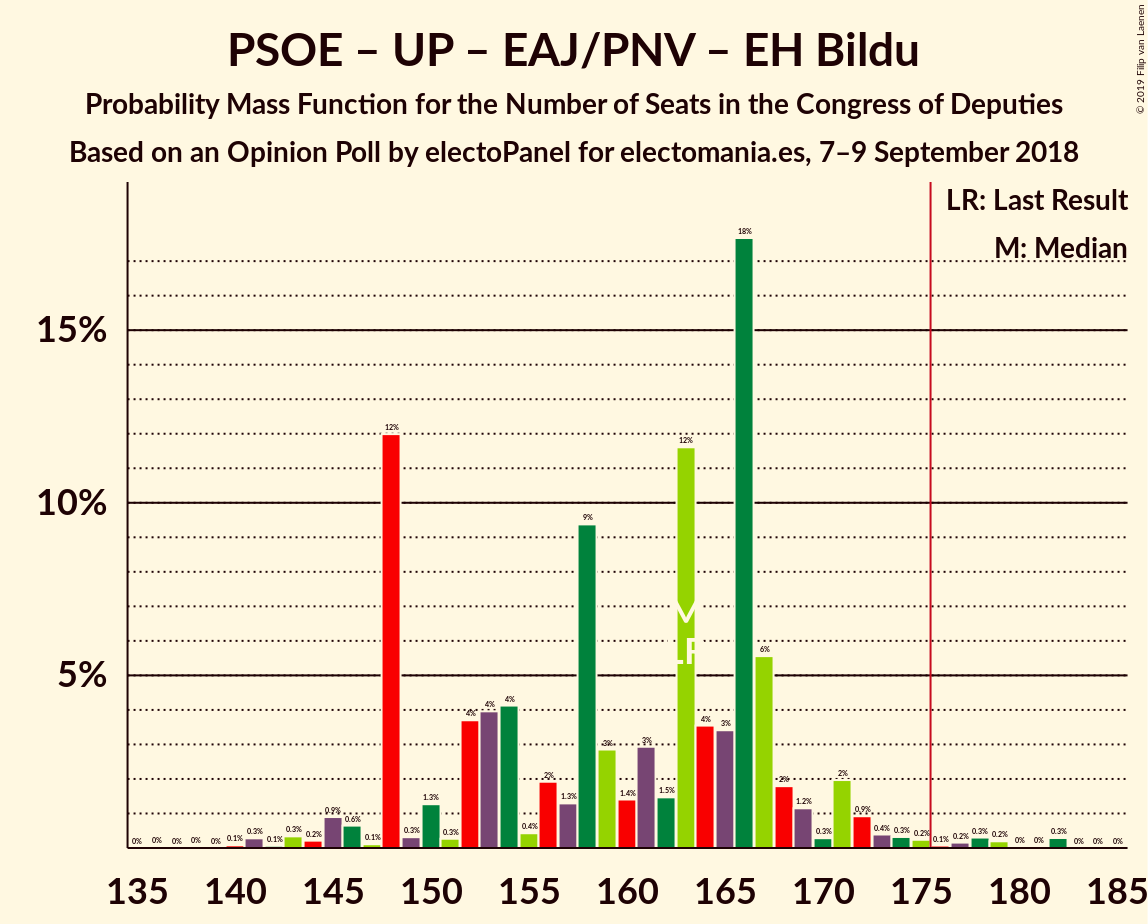 PSOE – UP – EAJ/PNV – EH Bildu
Probability Mass Function for the Number of Seats in the Congress of Deputies
Based on an Opinion Poll by electoPanel for electomania.es, 7–9 September 2018
© 2019 Filip van Laenen
LR: Last Result
M: Median
15%
10%
5%
0% 0% 0% 0% 0% 0.1% 0.3% 0.1% 0.3% 0.2% 0.9% 0.6% 0.1% 12% 0.3% 1.3% 0.3% 4% 4% 4% 0.4% 2% 1.3% 9% 3% 1.4% 3% 1.5% 12% 4% 3% 18% 6% 2% 1.2% 0.3% 2% 0.9% 0.4% 0.3% 0.2% 0.1% 0.2% 0.3% 0.2% 0% 0% 0.3% 0% 0% 0%
M
LR
135 140 145 150 155 160 165 170 175 180 185